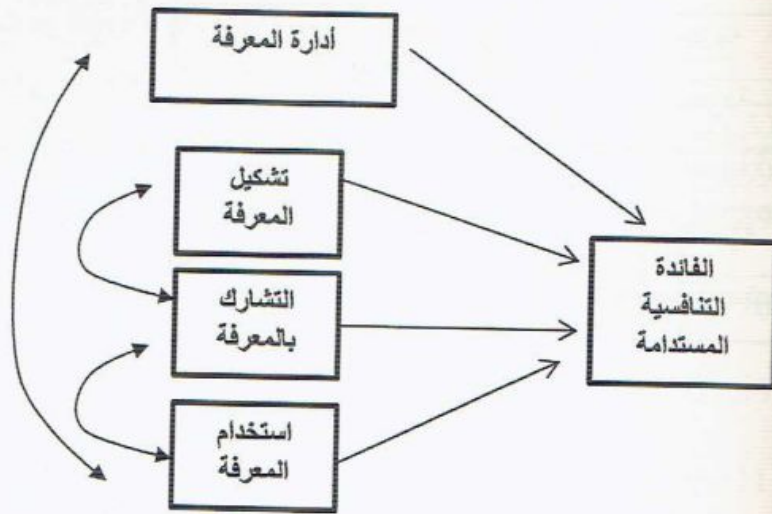 أدارة المعرفة
تشكيل
المعرفة
التشارك
بالمعرفة
استخدام
المعرفة
الفائدة
التنافسية
المستدامة